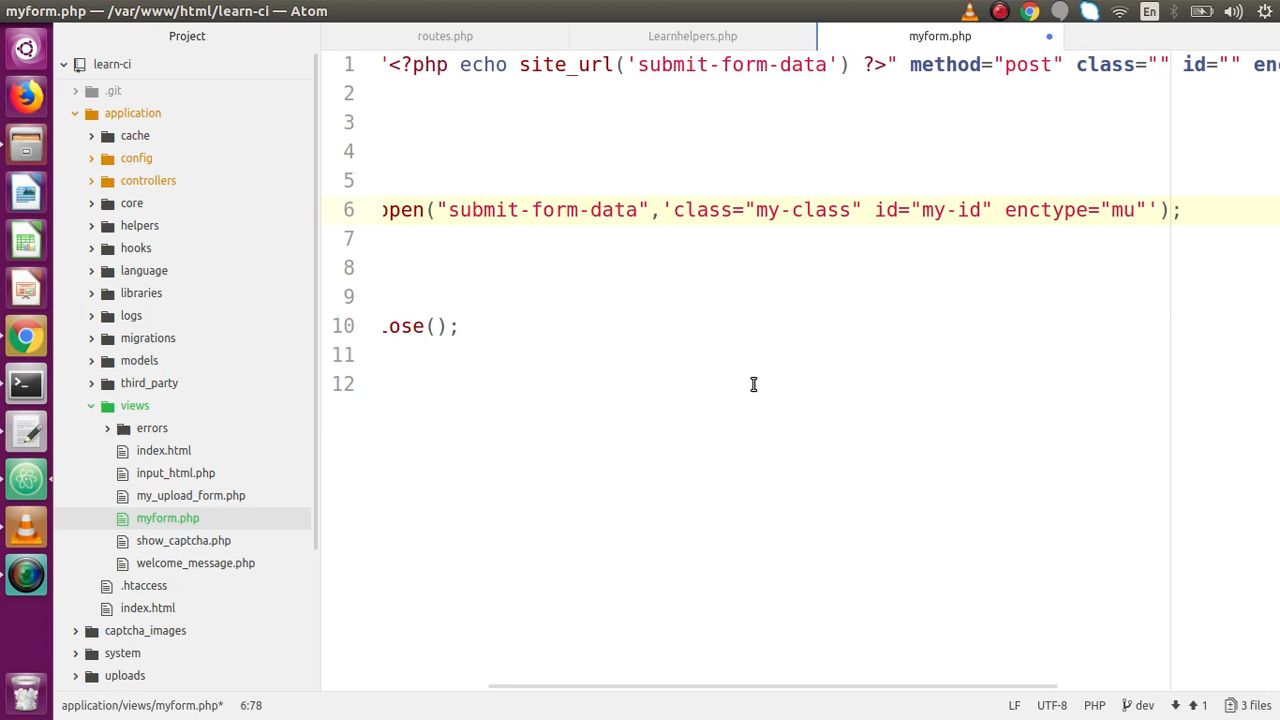 myform.php — /var/www/html/learn-ci — Atom
En
Project
routes.php
Learnhelpers.php
myform.php
learn-ci
.git
application
cache
config
controllers
core
helpers
hooks
language
libraries
logs
migrations
models
third_party
views
errors
index.html
input_html.php
my_upload_form.php
myform.php
show_captcha.php
welcome_message.php
.htaccess
index.html
captcha_images
system
uploads
1 "<?php echo site_url('submit-form-data') ?>" method="post" class="" id="" enc
2
3
4
5
6 open("submit-form-data",'class="my-class" id="my-id" enctype="mu"');
7
8
9
10 lose();
11
12
application/views/myform.php* 6:78
LF UTF-8 PHP dev 1 3 files